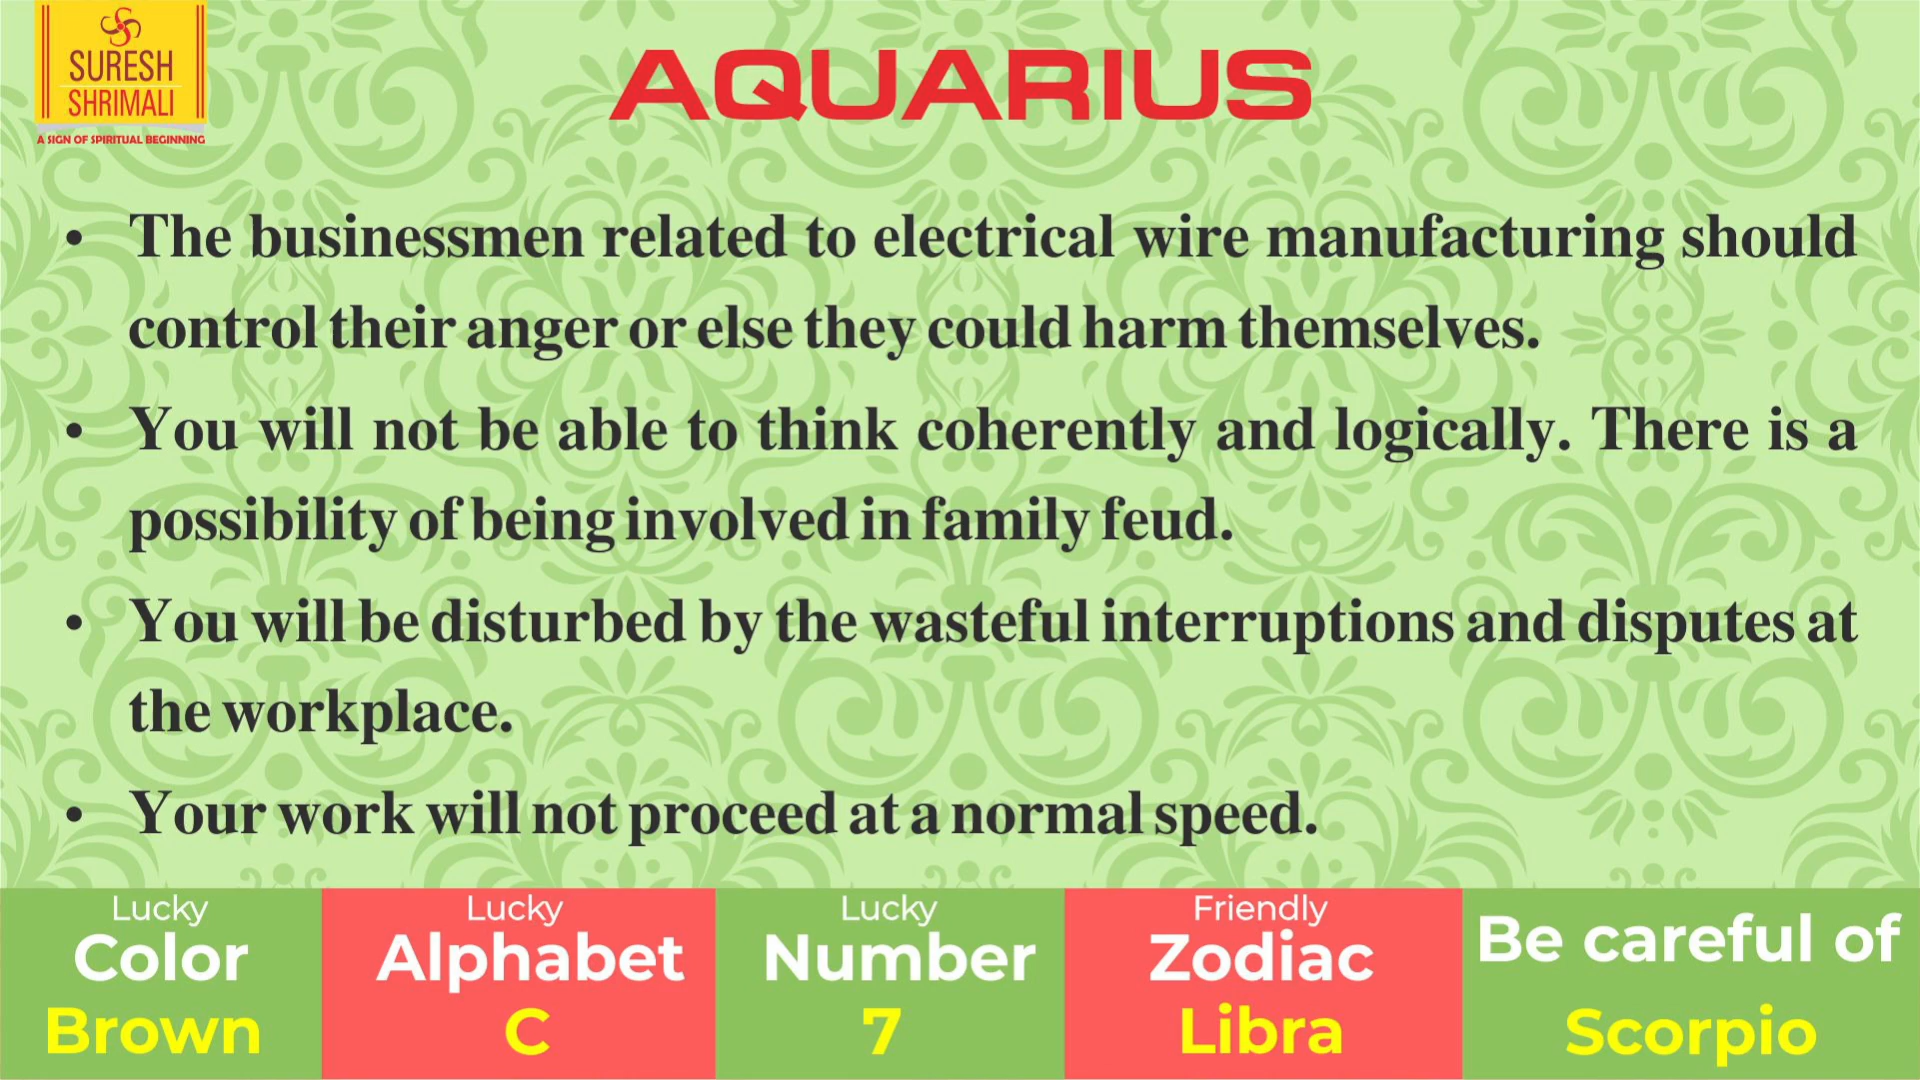 SURESH
SHRIMALI
A SIGN OF SPIRITUAL BEGINNING
AQUARIUS
• The businessmen related to electrical wire manufacturing should
control their anger or else they could harm themselves.
• You will not be able to think coherently and logically. There is a
possibility of being involved in family feud.
• You will be disturbed by the wasteful interruptions and disputes at
the workplace.
• Your work will not proceed at a normal speed.
Lucky
Color
Brown
Lucky
Alphabet
C
Lucky
Number
7
Friendly
Zodiac
Libra
Be careful of
Scorpio